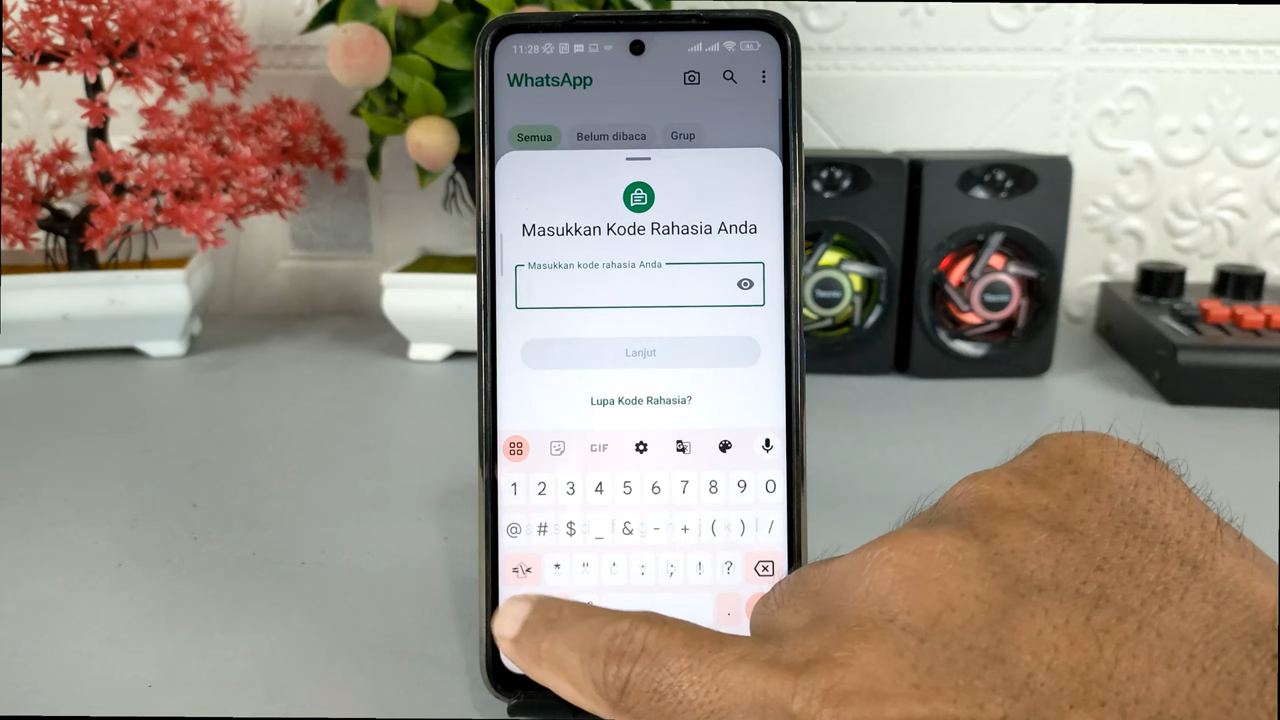 11:28
WhatsApp
Semua Belum dibaca Grup
Masukkan Kode Rahasia Anda
Masukkan kode rahasia Anda
Lanjut
Lupa Kode Rahasia?
GIF
1 2 3 4 5 6 7 8 9 0
@ # $ _ & - + ( ) /
=\< * " ' : ; ! ?
.